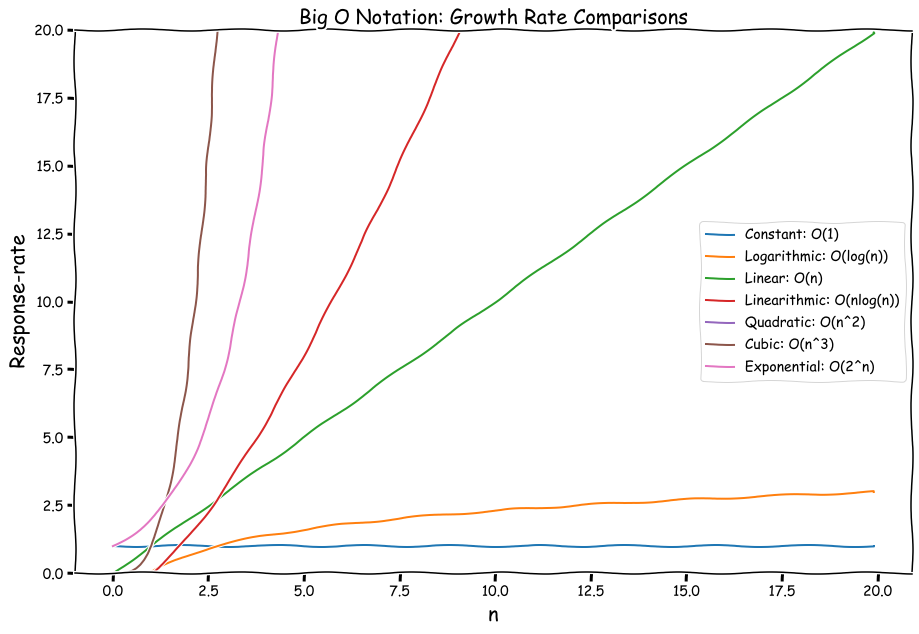 Big O Notation: Growth Rate Comparisons
20.0
17.5
15.0
12.5
10.0
7.5
5.0
2.5
0.0
Response-rate
Constant: O(1)
Logarithmic: O(log(n))
Linear: O(n)
Linearithmic: O(nlog(n))
Quadratic: O(n^2)
Cubic: O(n^3)
Exponential: O(2^n)
0.0 2.5 5.0 7.5 10.0 12.5 15.0 17.5 20.0
n